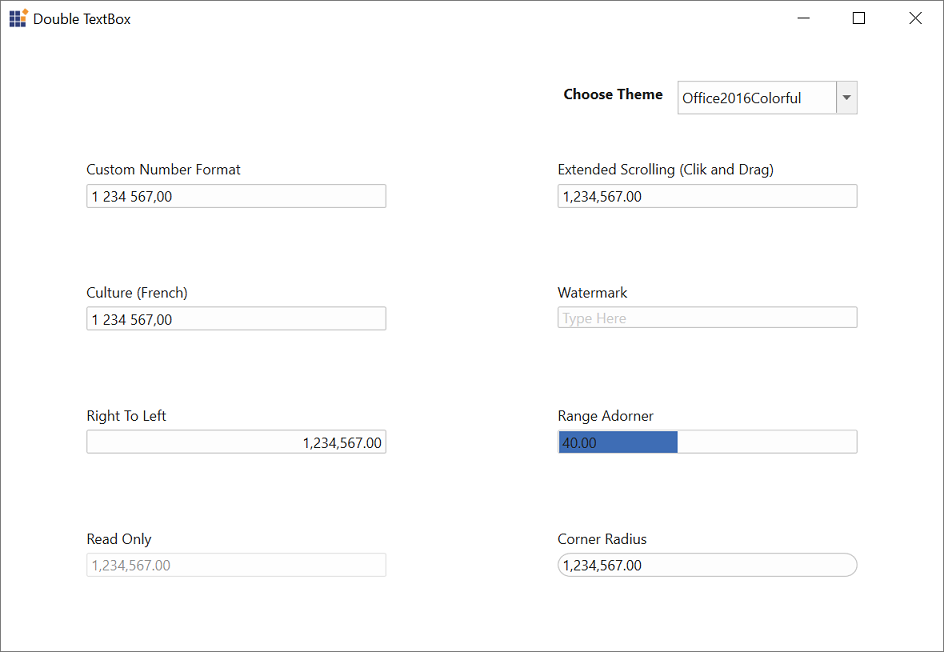 Double TextBox
Choose Theme
Office2016Colorful
Custom Number Format
1 234 567,00
Extended Scrolling (Clik and Drag)
1,234,567.00
Culture (French)
1 234 567,00
Watermark
Type Here
Right To Left
1,234,567.00
Range Adorner
40.00
Read Only
1,234,567.00
Corner Radius
1,234,567.00